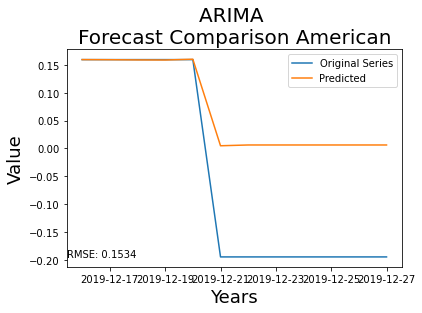 ARIMA
Forecast Comparison American
Original Series
Predicted
0.15
0.10
0.05
0.00
−0.05
−0.10
−0.15
−0.20
Value
RMSE: 0.1534
2019-12-17 2019-12-19 2019-12-21 2019-12-23 2019-12-25 2019-12-27
Years